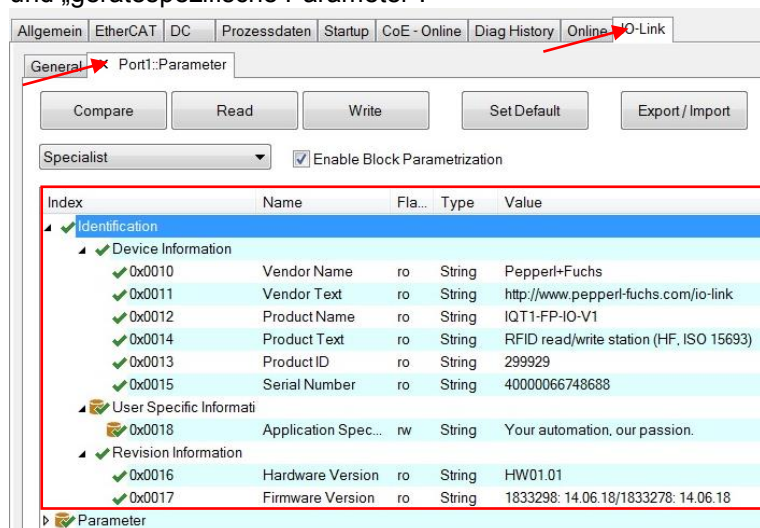 und „gerätespezifische Parameter“.
Allgemein EtherCAT DC Prozessdaten Startup CoE - Online Diag History Online IO-Link
General Port1::Parameter
Compare Read Write Set Default Export / Import
Specialist Enable Block Parametrization
Index Name Fla... Type Value
Identification
Device Information
0x0010 Vendor Name ro String Pepperl+Fuchs
0x0011 Vendor Text ro String http://www.pepperl-fuchs.com/io-link
0x0012 Product Name ro String IQT1-FP-IO-V1
0x0014 Product Text ro String RFID read/write station (HF, ISO 15693)
0x0013 Product ID ro String 299929
0x0015 Serial Number ro String 40000066748688
User Specific Informati
0x0018 Application Spec... rw String Your automation, our passion.
Revision Information
0x0016 Hardware Version ro String HW01.01
0x0017 Firmware Version ro String 1833298: 14.06.18/1833278: 14.06.18
Parameter